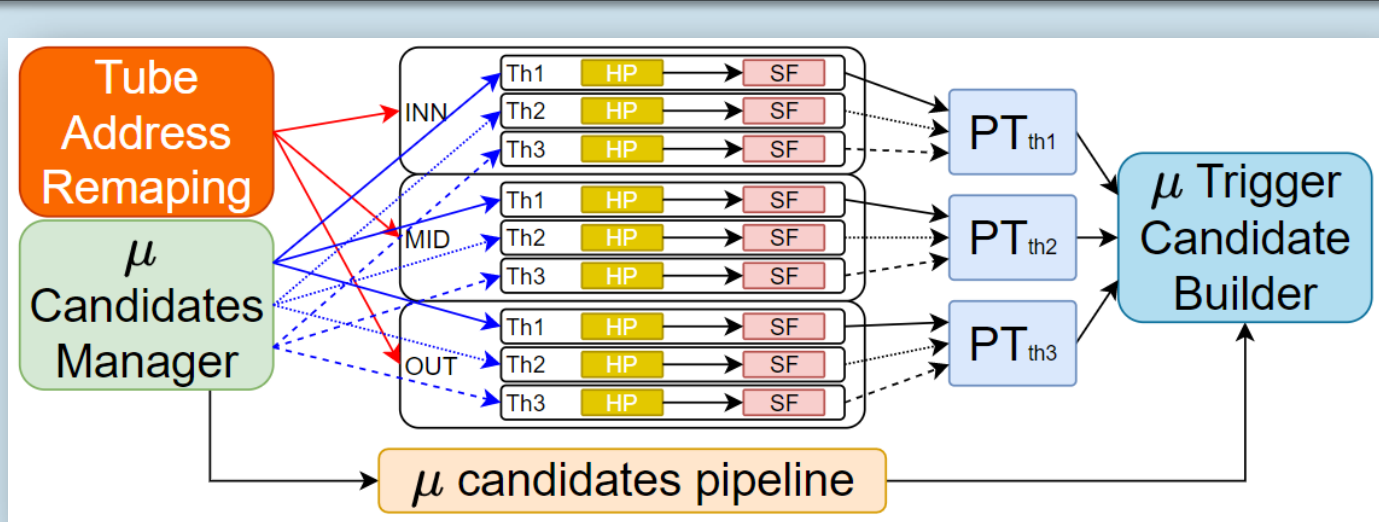 Tube
Address
Remaping
μ
Candidates
Manager
INN
Th1 HP SF
Th2 HP SF
Th3 HP SF
MID
Th1 HP SF
Th2 HP SF
Th3 HP SF
OUT
Th1 HP SF
Th2 HP SF
Th3 HP SF
PTth1
PTth2
PTth3
μ Trigger
Candidate
Builder
μ candidates pipeline